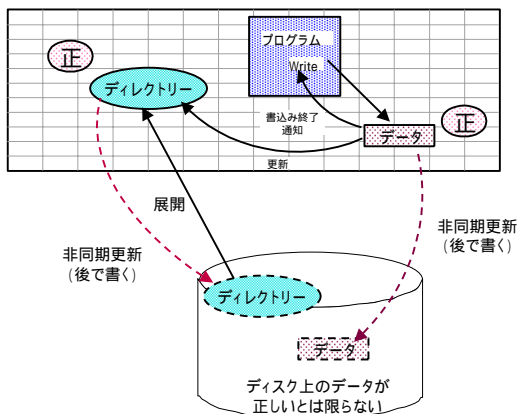 プログラム
Write
正
ディレクトリー
書込み終了
通知
データ
正
更新
展開
非同期更新
(後で書く)
非同期更新
(後で書く)
ディレクトリー
データ
ディスク上のデータが
正しいとは限らない